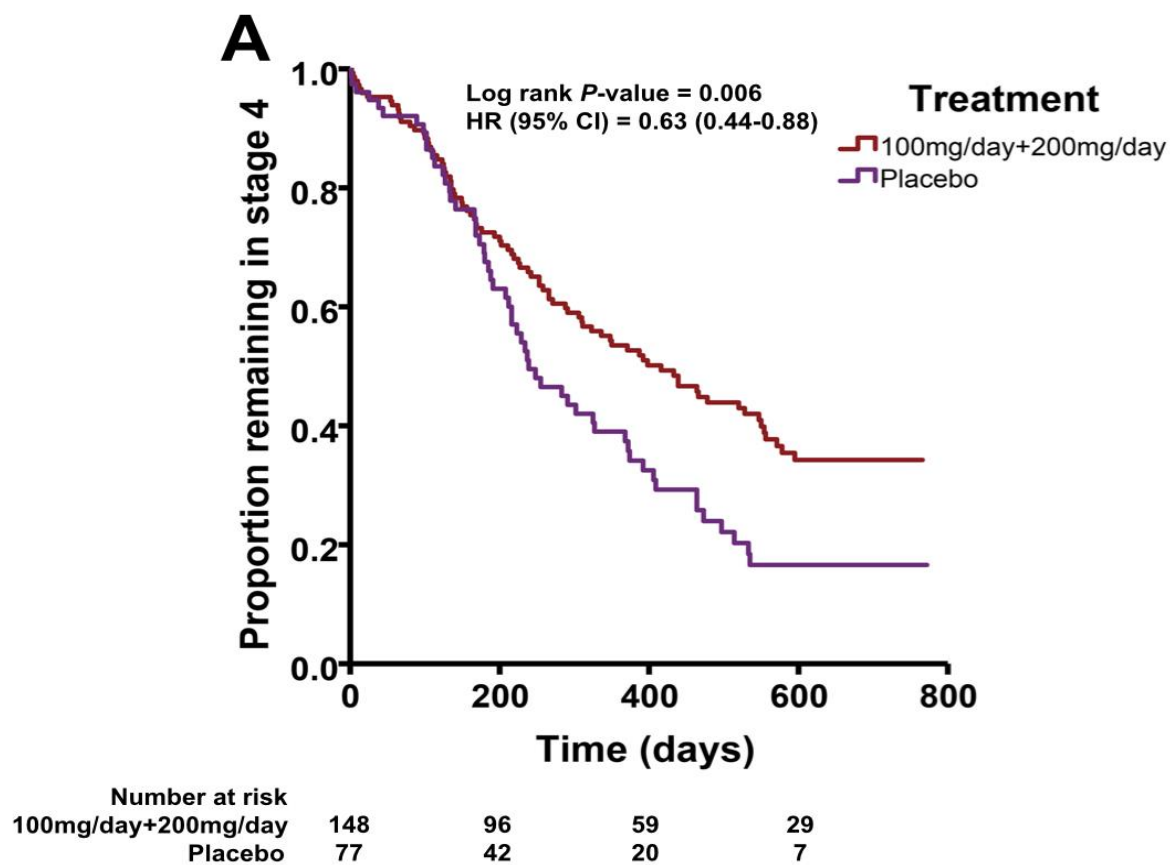 A
Log rank P-value = 0.006
HR (95% CI) = 0.63 (0.44-0.88)
Treatment
100mg/day+200mg/day
Placebo
Proportion remaining in stage 4
1.0
0.8
0.6
0.4
0.2
0.0
0 200 400 600 800
Time (days)
Number at risk
100mg/day+200mg/day 148 96 59 29
Placebo 77 42 20 7